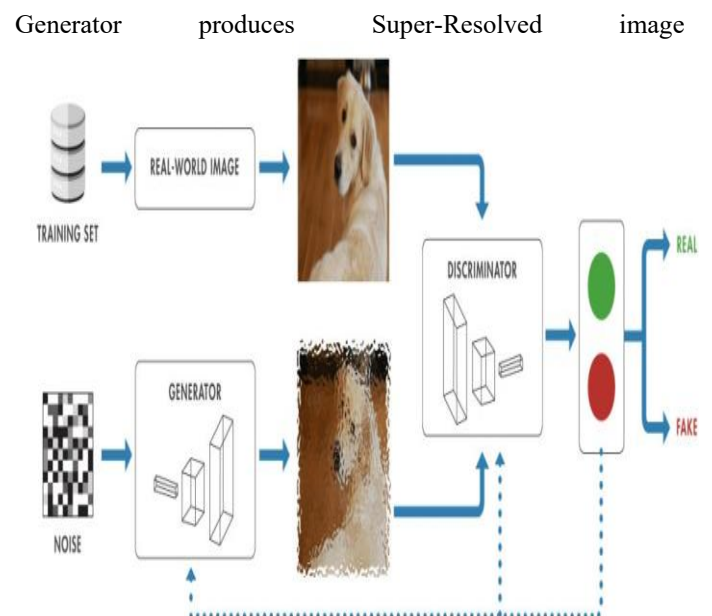 Generator produces Super-Resolved image
REAL-WORLD IMAGE
TRAINING SET
DISCRIMINATOR
REAL
GENERATOR
FAKE
NOISE